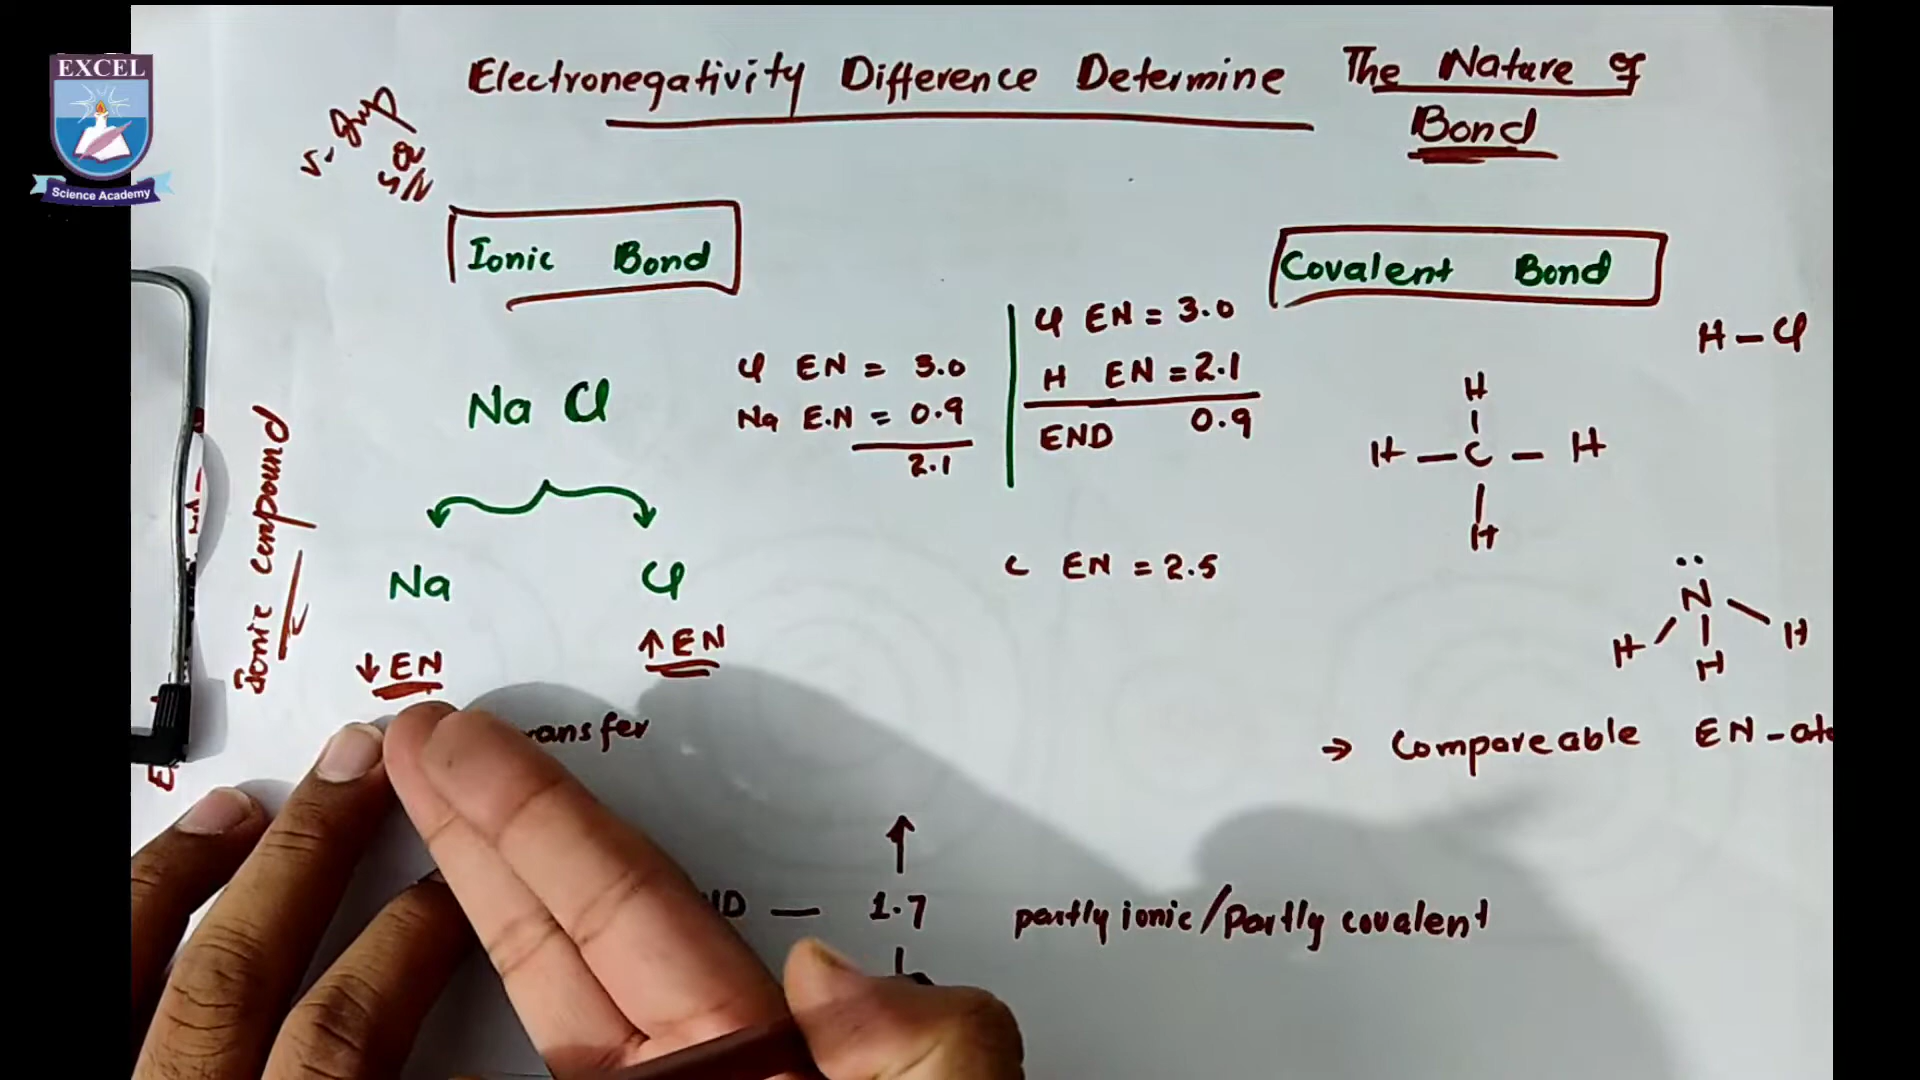 EXCEL
Science Academy
Electronegativity Difference Determine The Nature of
Bond
Ionic Bond
Covalent Bond
Na Cl
Cl EN = 3.0
Na E.N = 0.9
2.1
Cl EN = 3.0
H EN = 2.1
END 0.9
H - Cl
H
H - C - H
H
C EN = 2.5
Na Cl
↓ EN
↑ EN
Ionic compound
N
H H H
→ Compareable EN -
1.7 partly ionic/Partly covalent